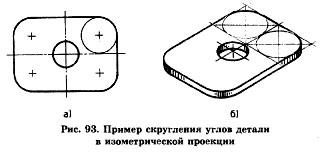 а)
б)
Рис. 93. Пример скругления углов детали
в изометрической проекции